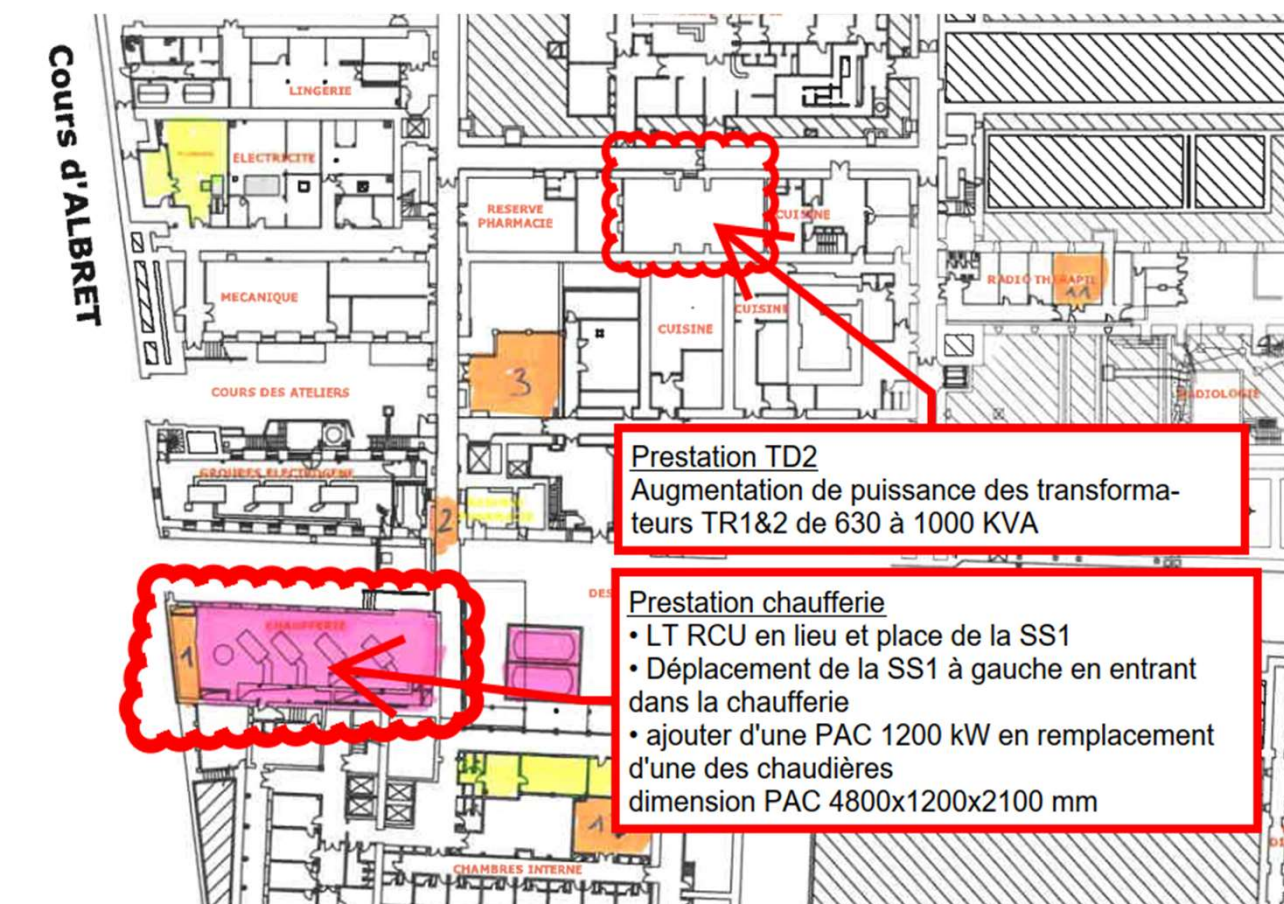 Cours d'ALBRET
LINGERIE
ELECTRICITE
RESERVE
PHARMACIE
CUISINE
MECANIQUE
CUISINE
CUISINE
RADIO THERAPIE
11
3
COURS DES ATELIERS
RADIOLOGIE
GROUPES ELECTROGENE
2
Prestation TD2
Augmentation de puissance des transforma-
teurs TR1&2 de 630 à 1000 KVA
CHAUFFERIE
1
DES
Prestation chaufferie
• LT RCU en lieu et place de la SS1
• Déplacement de la SS1 à gauche en entrant
dans la chaufferie
• ajouter d'une PAC 1200 kW en remplacement
d'une des chaudières
dimension PAC 4800x1200x2100 mm
CHAMBRES INTERNE